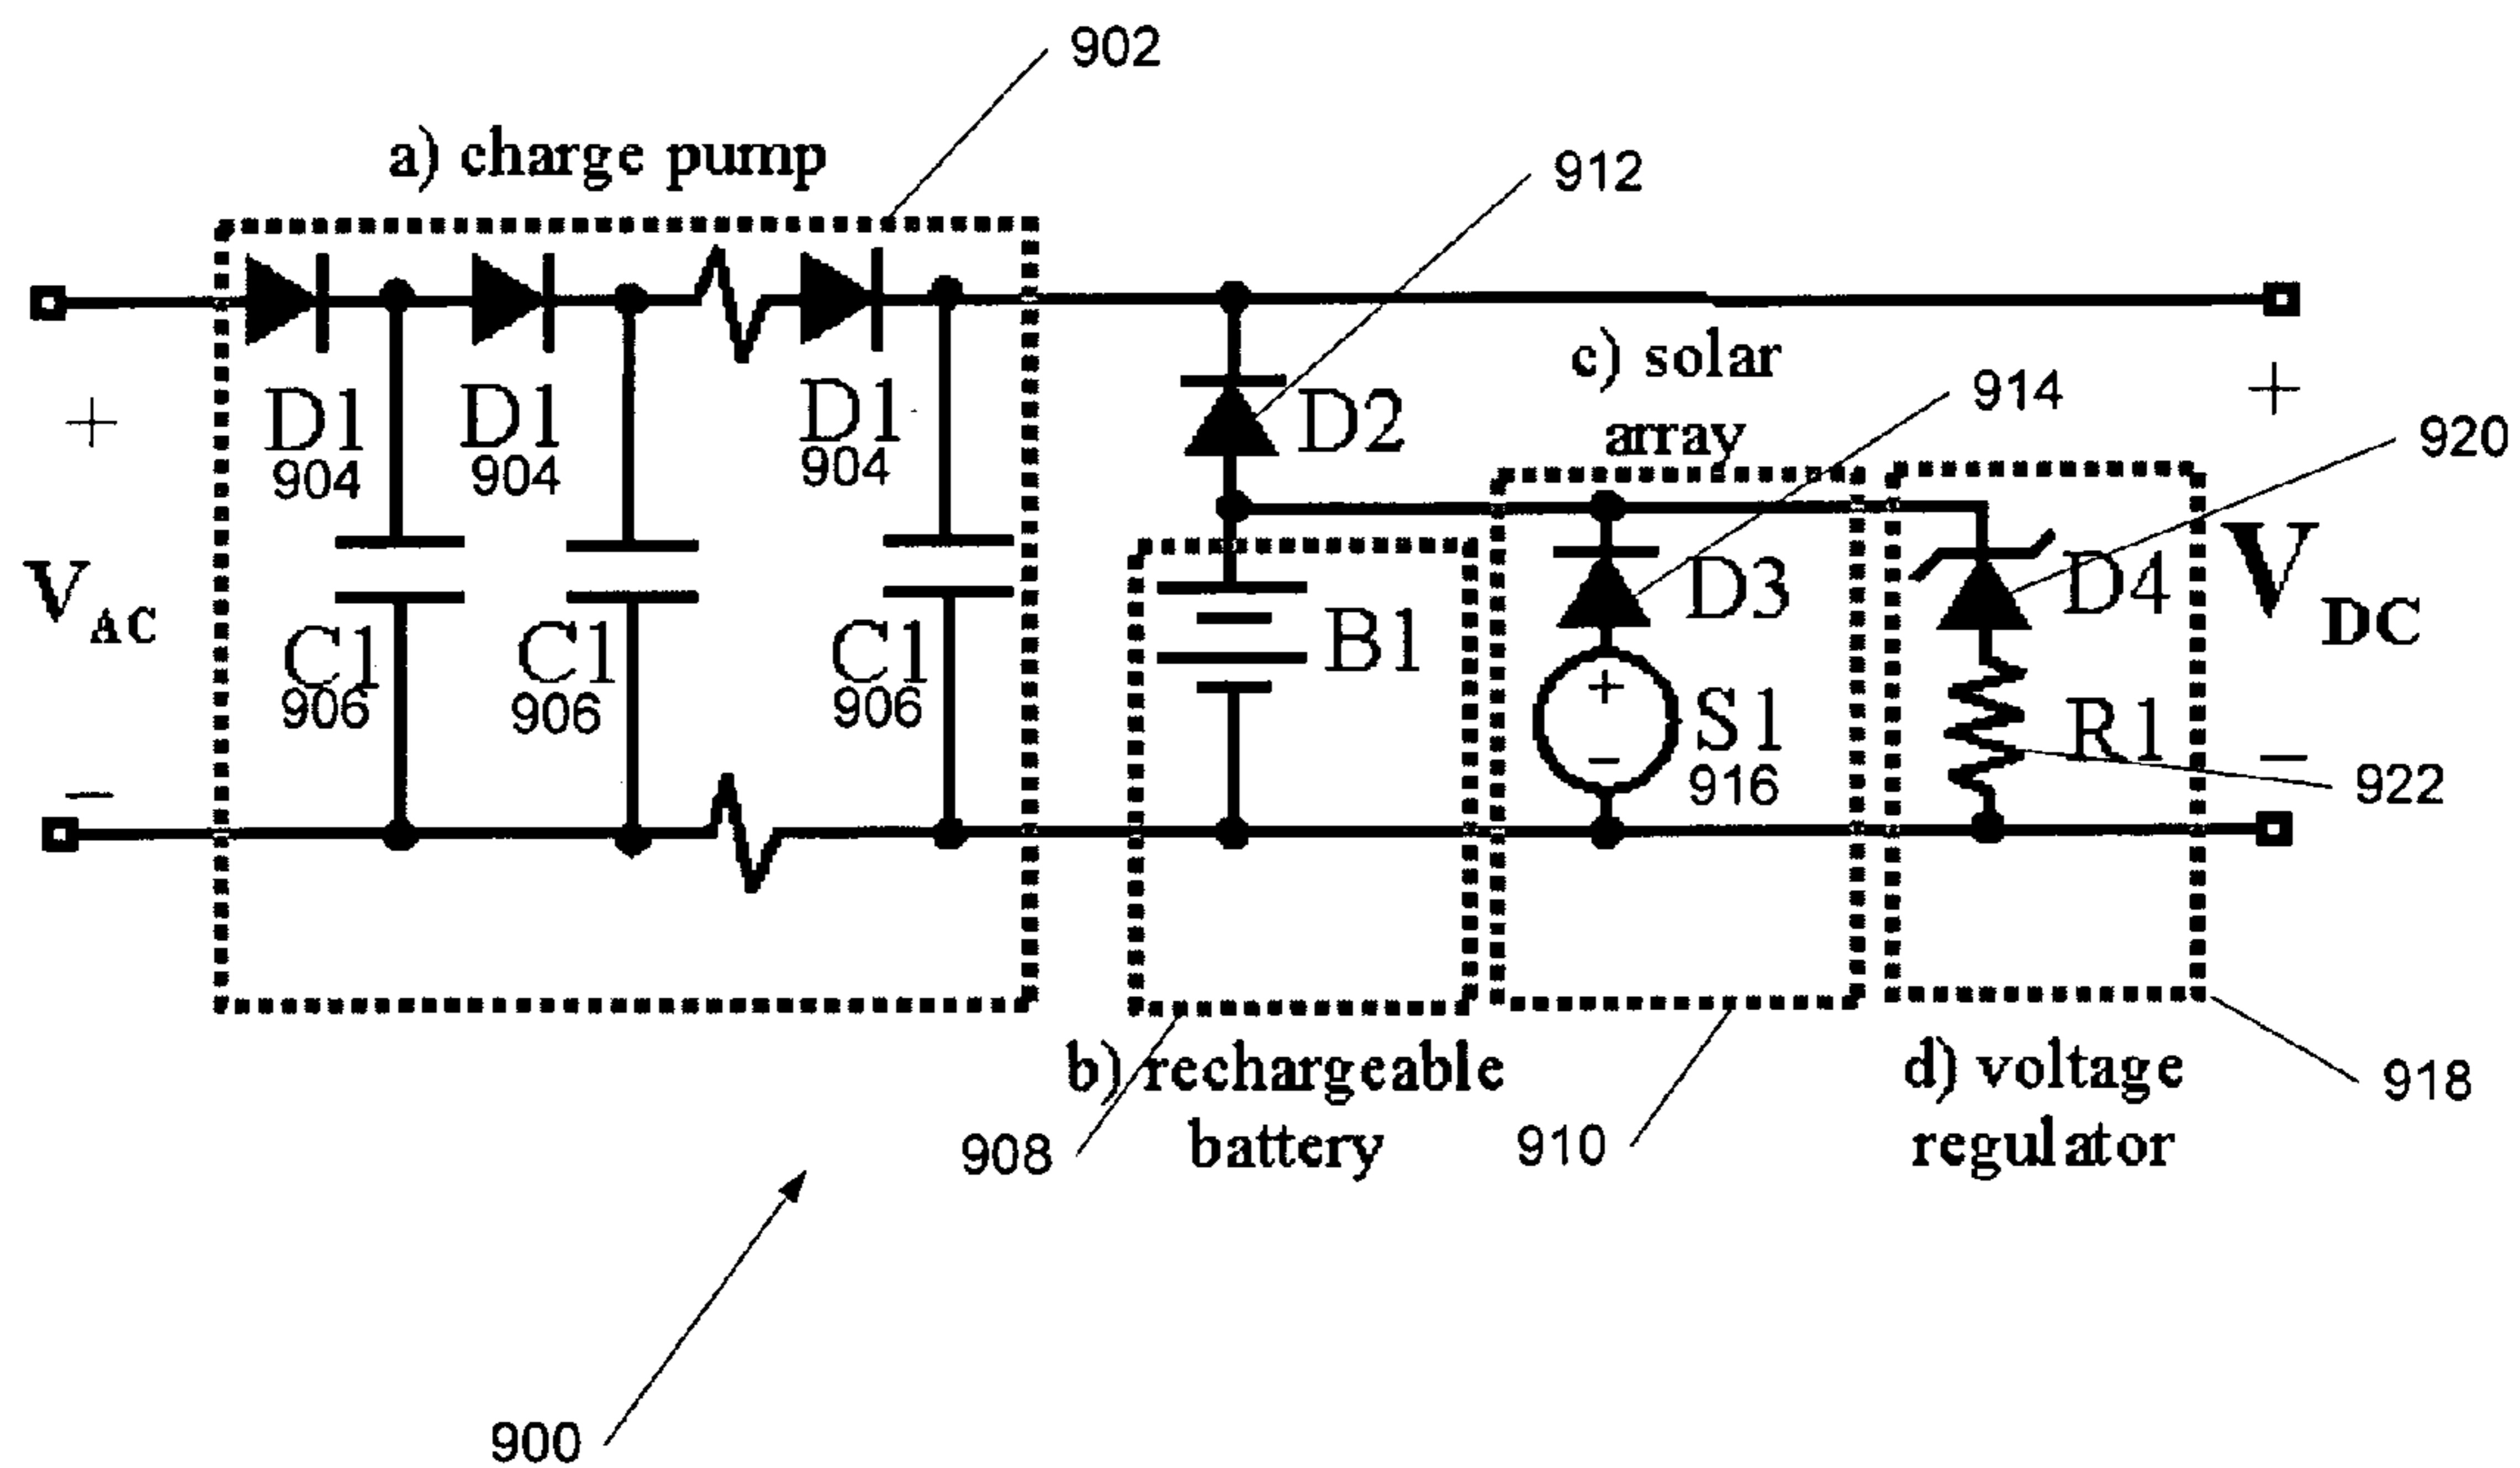 902
a) charge pump
912
c) solar
array
914
920
+
D1
904
D1
904
D1
904
D2
+
V AC
C1
906
C1
906
C1
906
B1
D3
+
−
S1
916
D4
R1
V DC
−
−
922
b) rechargeable
battery
908
910
d) voltage
regulator
918
900